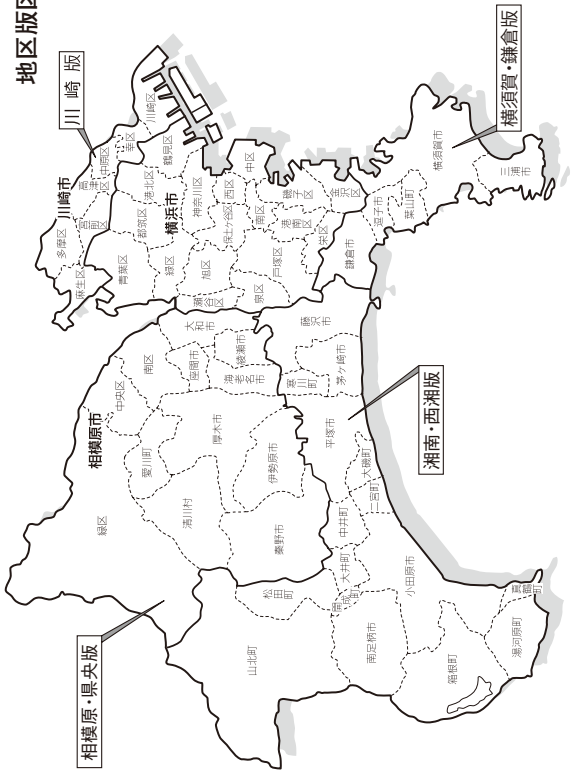 地区版区
川崎版
横須賀・鎌倉版
湘南・西湘版
相模原・県央版
川崎市
川崎区
幸区
中原区
高津区
宮前区
多摩区
麻生区
横浜市
鶴見区
港北区
都筑区
青葉区
神奈川区
緑区
西区
中区
保土ケ谷区
旭区
瀬谷区
南区
磯子区
港南区
金沢区
戸塚区
泉区
栄区
横須賀市
三浦市
逗子市
葉山町
鎌倉市
相模原市
緑区
中央区
南区
大和市
座間市
綾瀬市
海老名市
愛川町
厚木市
清川村
伊勢原市
秦野市
藤沢市
茅ヶ崎市
寒川町
平塚市
大磯町
二宮町
中井町
大井町
松田町
開成町
小田原市
山北町
南足柄市
箱根町
真鶴町
湯河原町